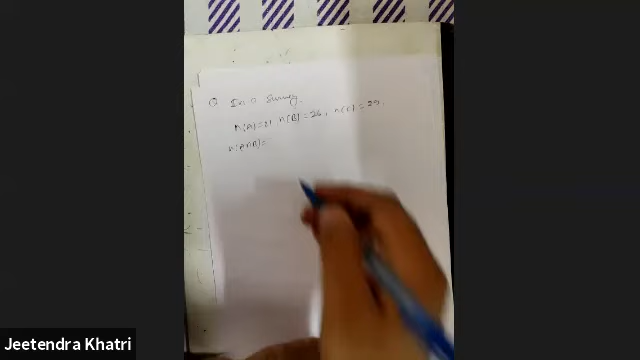 Q In a Survey
n(A)=21 n(B)=26, n(C)=29.
n(A∩B)=
Jeetendra Khatri